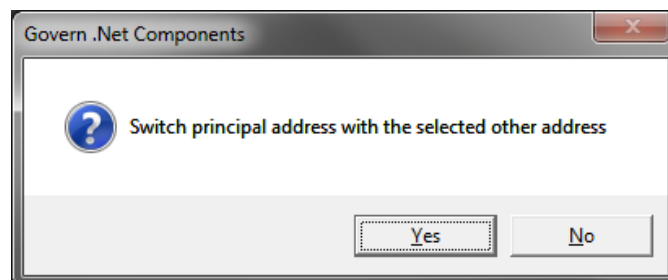 Govern .Net Components
Switch principal address with the selected other address
Yes
No